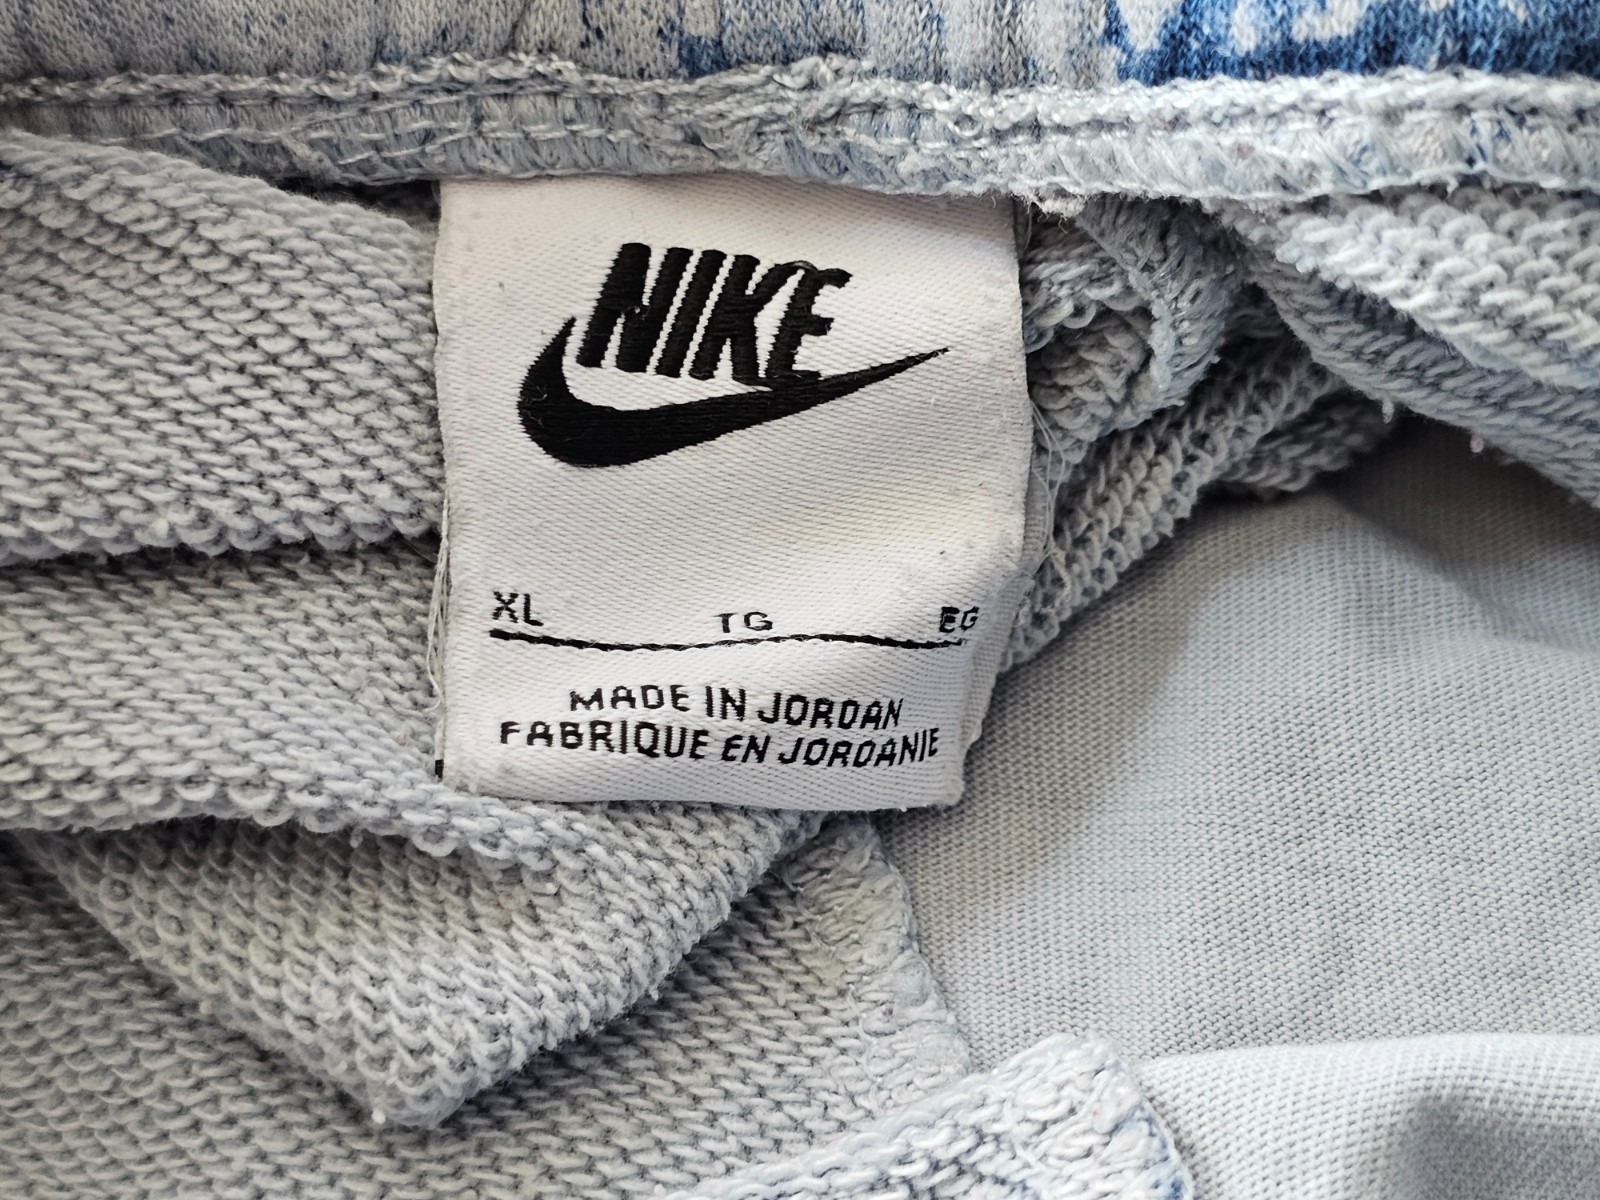 NIKE
XL TG EG
MADE IN JORDAN
FABRIQUE EN JORDANIE